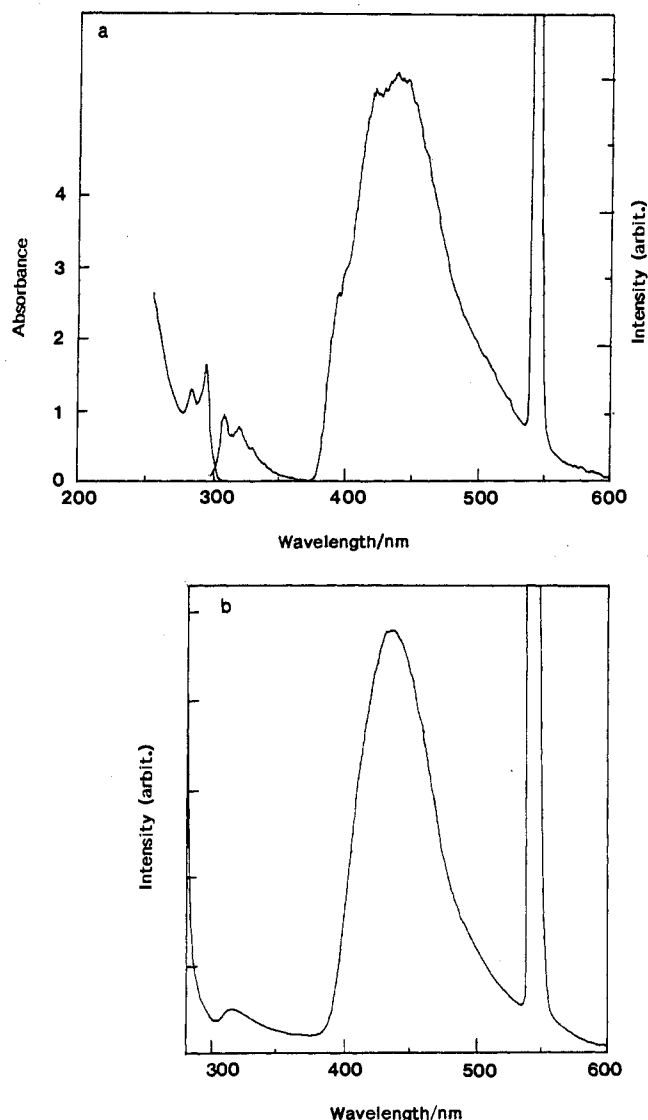 a
Absorbance
4
3
2
1
0
200
300
400
500
600
Wavelength/nm
Intensity (arbit.)
b
Intensity (arbit.)
300
400
500
600
Wavelength/nm